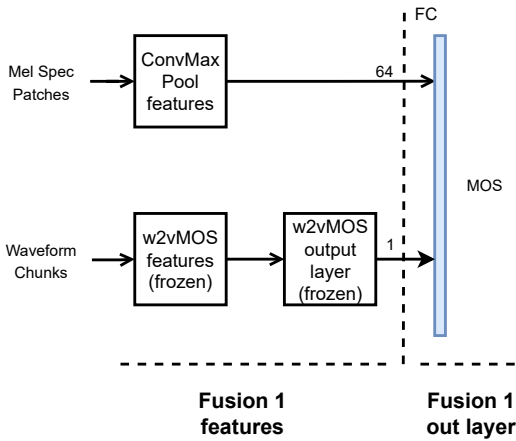 FC
Mel Spec
Patches
ConvMax
Pool
features
64
MOS
Waveform
Chunks
w2vMOS
features
(frozen)
w2vMOS
output
layer
(frozen)
1
Fusion 1
features
Fusion 1
out layer